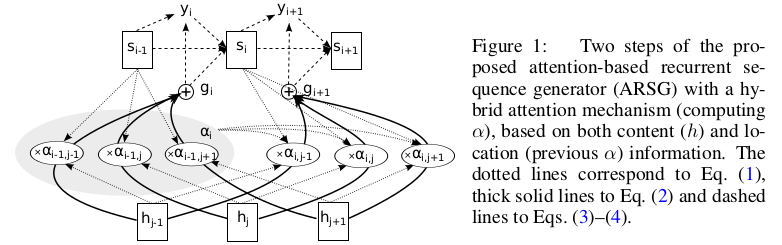 y_i y_{i+1}
s_{i-1} s_i s_{i+1}
g_i g_{i+1}
α_i
×α_{i-1,j-1} ×α_{i-1,j} ×α_{i-1,j+1} ×α_{i,j-1} ×α_{i,j} ×α_{i,j+1}
h_{j-1} h_j h_{j+1}
Figure 1: Two steps of the pro-
posed attention-based recurrent se-
quence generator (ARSG) with a hy-
brid attention mechanism (computing
α), based on both content (h) and lo-
cation (previous α) information. The
dotted lines correspond to Eq. (1),
thick solid lines to Eq. (2) and dashed
lines to Eqs. (3)–(4).